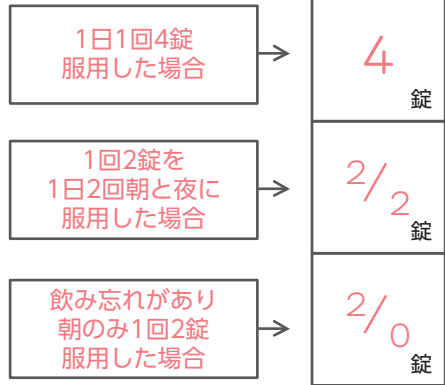 1日1回4錠
服用した場合
4
錠
1回2錠を
1日2回朝と夜に
服用した場合
2/2
錠
飲み忘れがあり
朝のみ1回2錠
服用した場合
2/0
錠